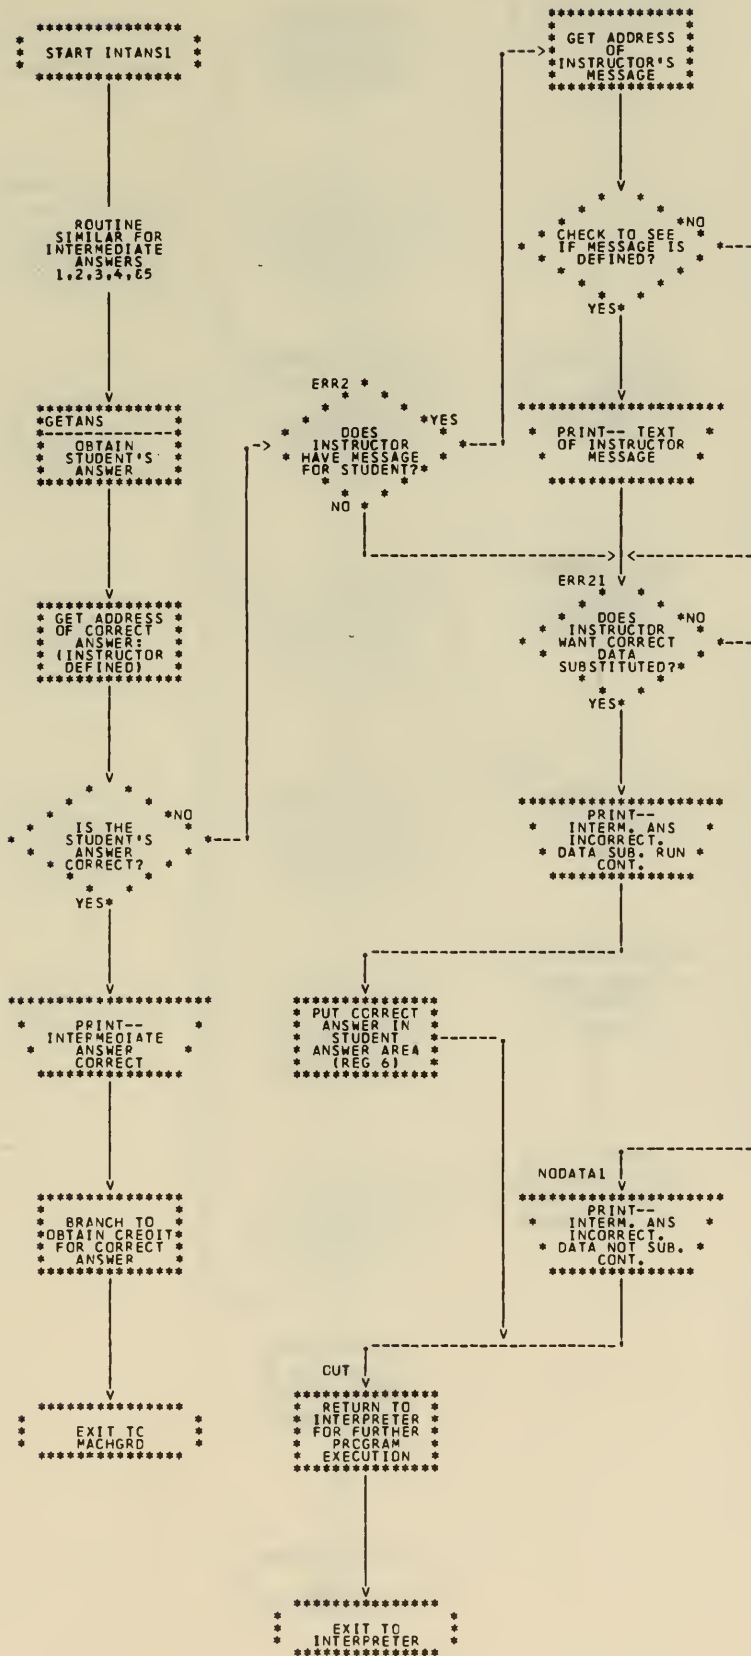 START INTANS1
ROUTINE
SIMILAR FOR
INTERMEDIATE
ANSWERS
1,2,3,4,&5
GETANS
OBTAIN
STUDENT'S
ANSWER
GET ADDRESS
OF CORRECT
ANSWER:
(INSTRUCTOR
DEFINED)
NO
IS THE
STUDENT'S
ANSWER
CORRECT?
YES
PRINT--
INTERMEDIATE
ANSWER
CORRECT
BRANCH TO
OBTAIN CREDIT
FOR CORRECT
ANSWER
EXIT TO
MACHGRD
ERR2
YES
DOES
INSTRUCTOR
HAVE MESSAGE
FOR STUDENT?
NO
GET ADDRESS
OF
INSTRUCTOR'S
MESSAGE
NO
CHECK TO SEE
IF MESSAGE IS
DEFINED?
YES
PRINT-- TEXT
OF INSTRUCTOR
MESSAGE
ERR21
NO
DOES
INSTRUCTOR
WANT CORRECT
DATA
SUBSTITUTED?
YES
PRINT--
INTERM. ANS
INCORRECT.
DATA SUB. RUN
CONT.
PUT CORRECT
ANSWER IN
STUDENT
ANSWER AREA
(REG 6)
NODATA1
PRINT--
INTERM. ANS
INCORRECT.
DATA NOT SUB.
CONT.
OUT
RETURN TO
INTERPRETER
FOR FURTHER
PROGRAM
EXECUTION
EXIT TO
INTERPRETER